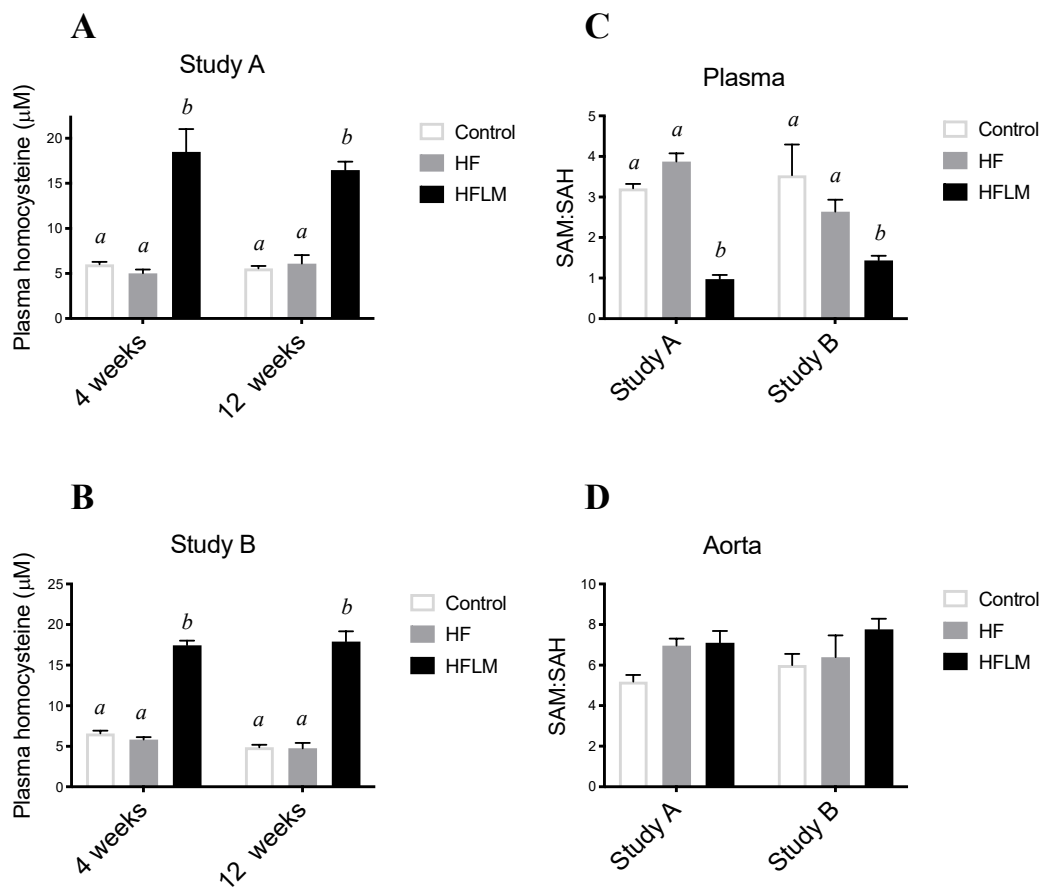 A
Study A
Plasma homocysteine (μM)
20
15
10
5
0
a
a
b
a
a
b
4 weeks
12 weeks
Control
HF
HFLM
C
Plasma
SAM:SAH
5
4
3
2
1
0
a
a
b
a
a
b
Study A
Study B
Control
HF
HFLM
B
Study B
Plasma homocysteine (μM)
25
20
15
10
5
0
a
a
b
a
a
b
4 weeks
12 weeks
Control
HF
HFLM
D
Aorta
SAM:SAH
10
8
6
4
2
0
Study A
Study B
Control
HF
HFLM